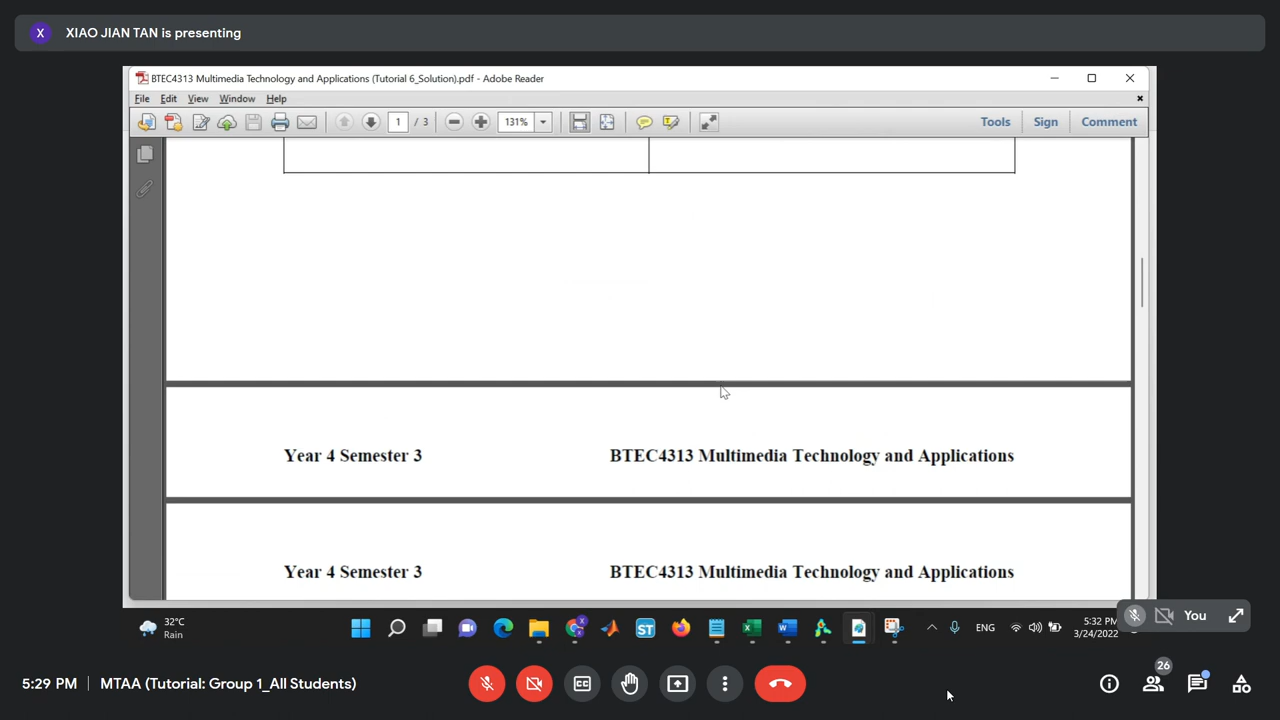 X XIAO JIAN TAN is presenting
BTEC4313 Multimedia Technology and Applications (Tutorial 6_Solution).pdf - Adobe Reader
File Edit View Window Help
1 / 3 131% Tools Sign Comment
Year 4 Semester 3 BTEC4313 Multimedia Technology and Applications
Year 4 Semester 3 BTEC4313 Multimedia Technology and Applications
You
32°C
Rain
ST
ENG
5:32 PM
3/24/2022
26
5:29 PM | MTAA (Tutorial: Group 1_All Students)